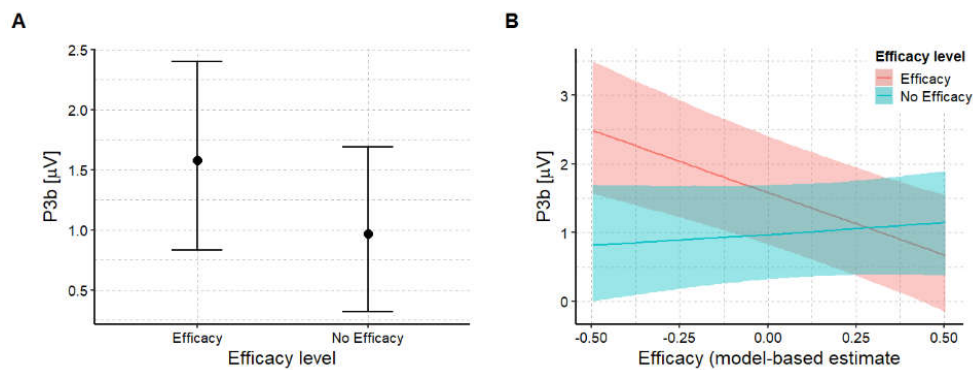 A
B
2.5
2.0
1.5
1.0
0.5
P3b [μV]
Efficacy
No Efficacy
Efficacy level
Efficacy level
Efficacy
No Efficacy
3
2
1
0
P3b [μV]
-0.50
-0.25
0.00
0.25
0.50
Efficacy (model-based estimate